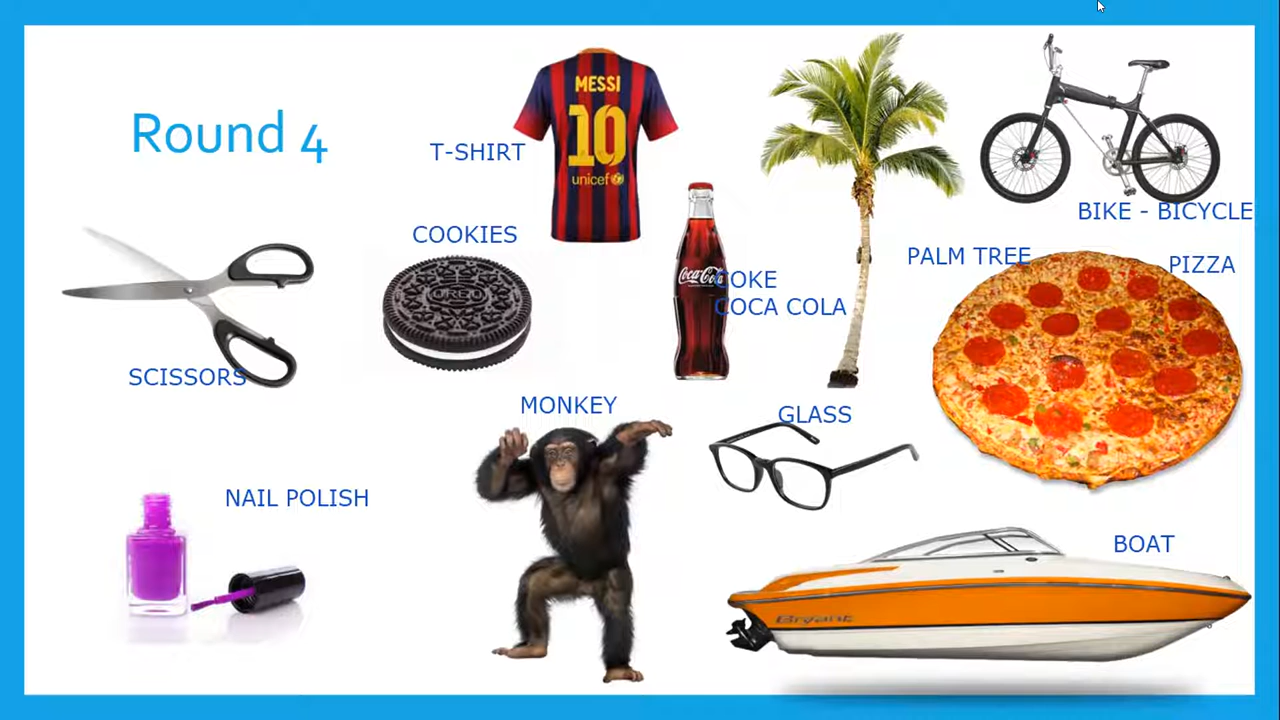 Round 4
MESSI
10
unicef
T-SHIRT
BIKE - BICYCLE
COOKIES
OREO
Coca-Cola
COKE
COCA COLA
PALM TREE
PIZZA
SCISSORS
MONKEY
GLASS
NAIL POLISH
BOAT
Bryant